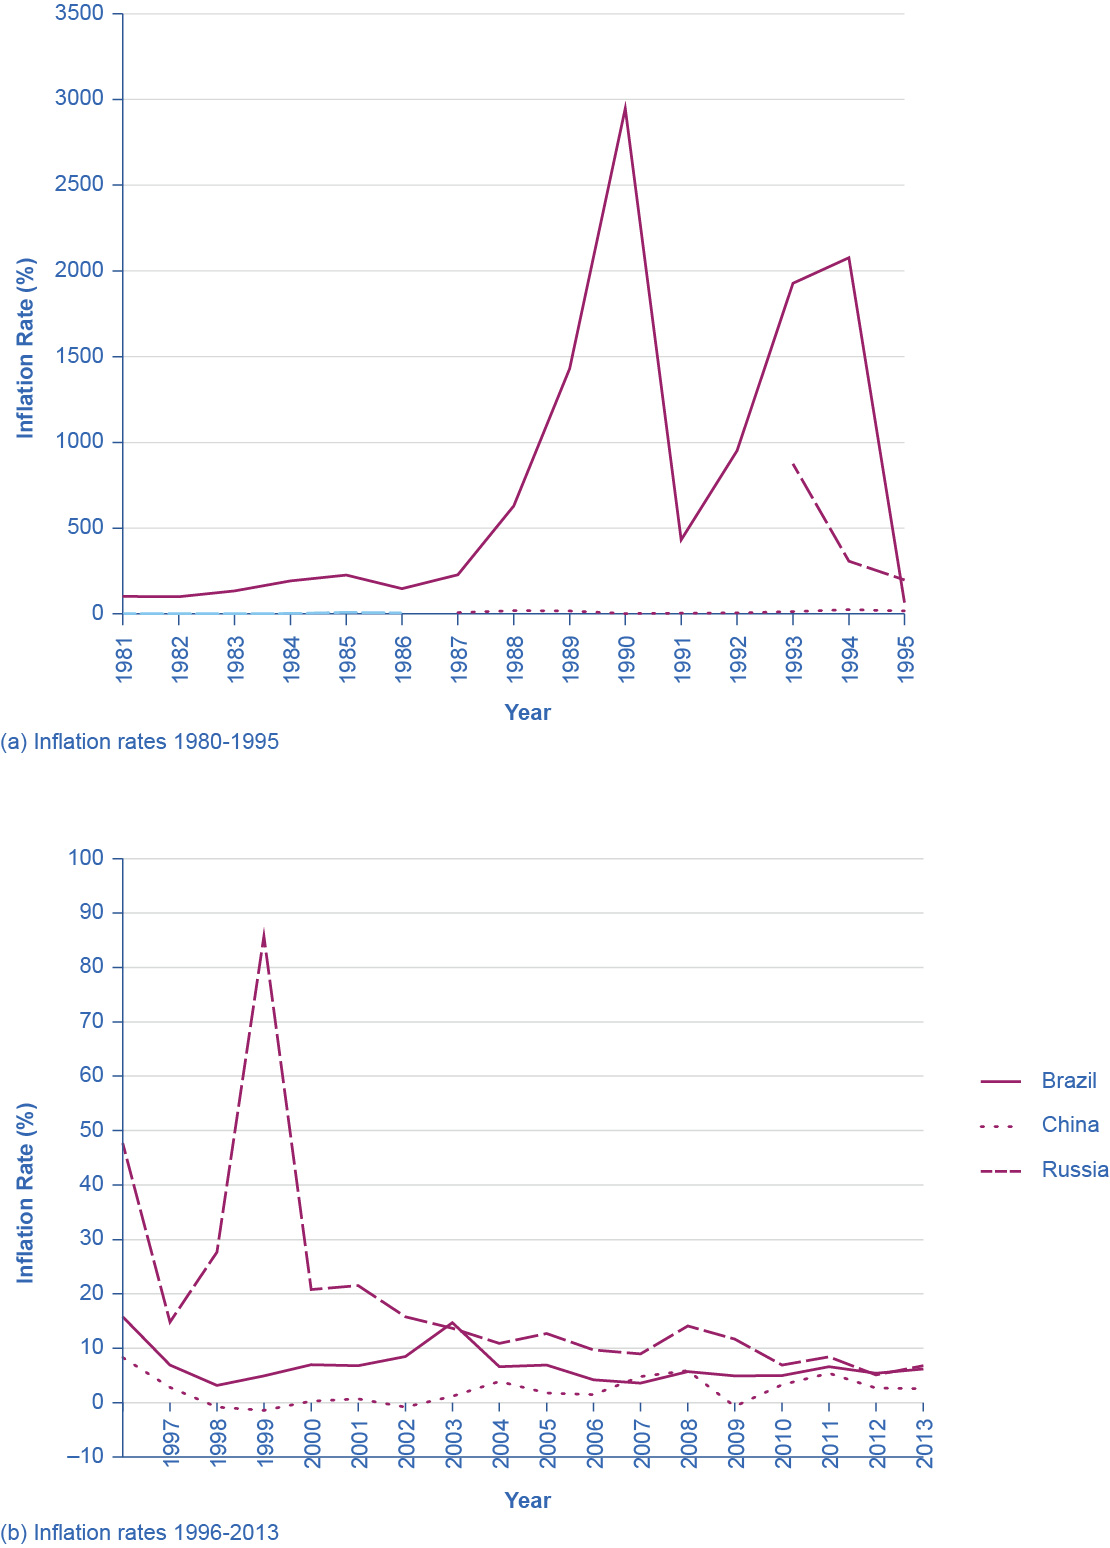 3500
3000
2500
2000
1500
1000
500
0
Inflation Rate (%)
1981 1982 1983 1984 1985 1986 1987 1988 1989 1990 1991 1992 1993 1994 1995
Year
(a) Inflation rates 1980-1995
100
90
80
70
60
50
40
30
20
10
0
–10
Inflation Rate (%)
1997 1998 1999 2000 2001 2002 2003 2004 2005 2006 2007 2008 2009 2010 2011 2012 2013
Year
Brazil
China
Russia
(b) Inflation rates 1996-2013